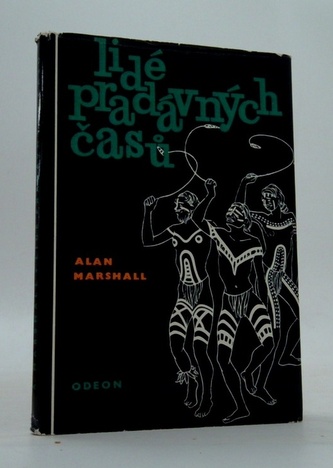 lidé
pradávných
časů
ALAN
MARSHALL
ODEON